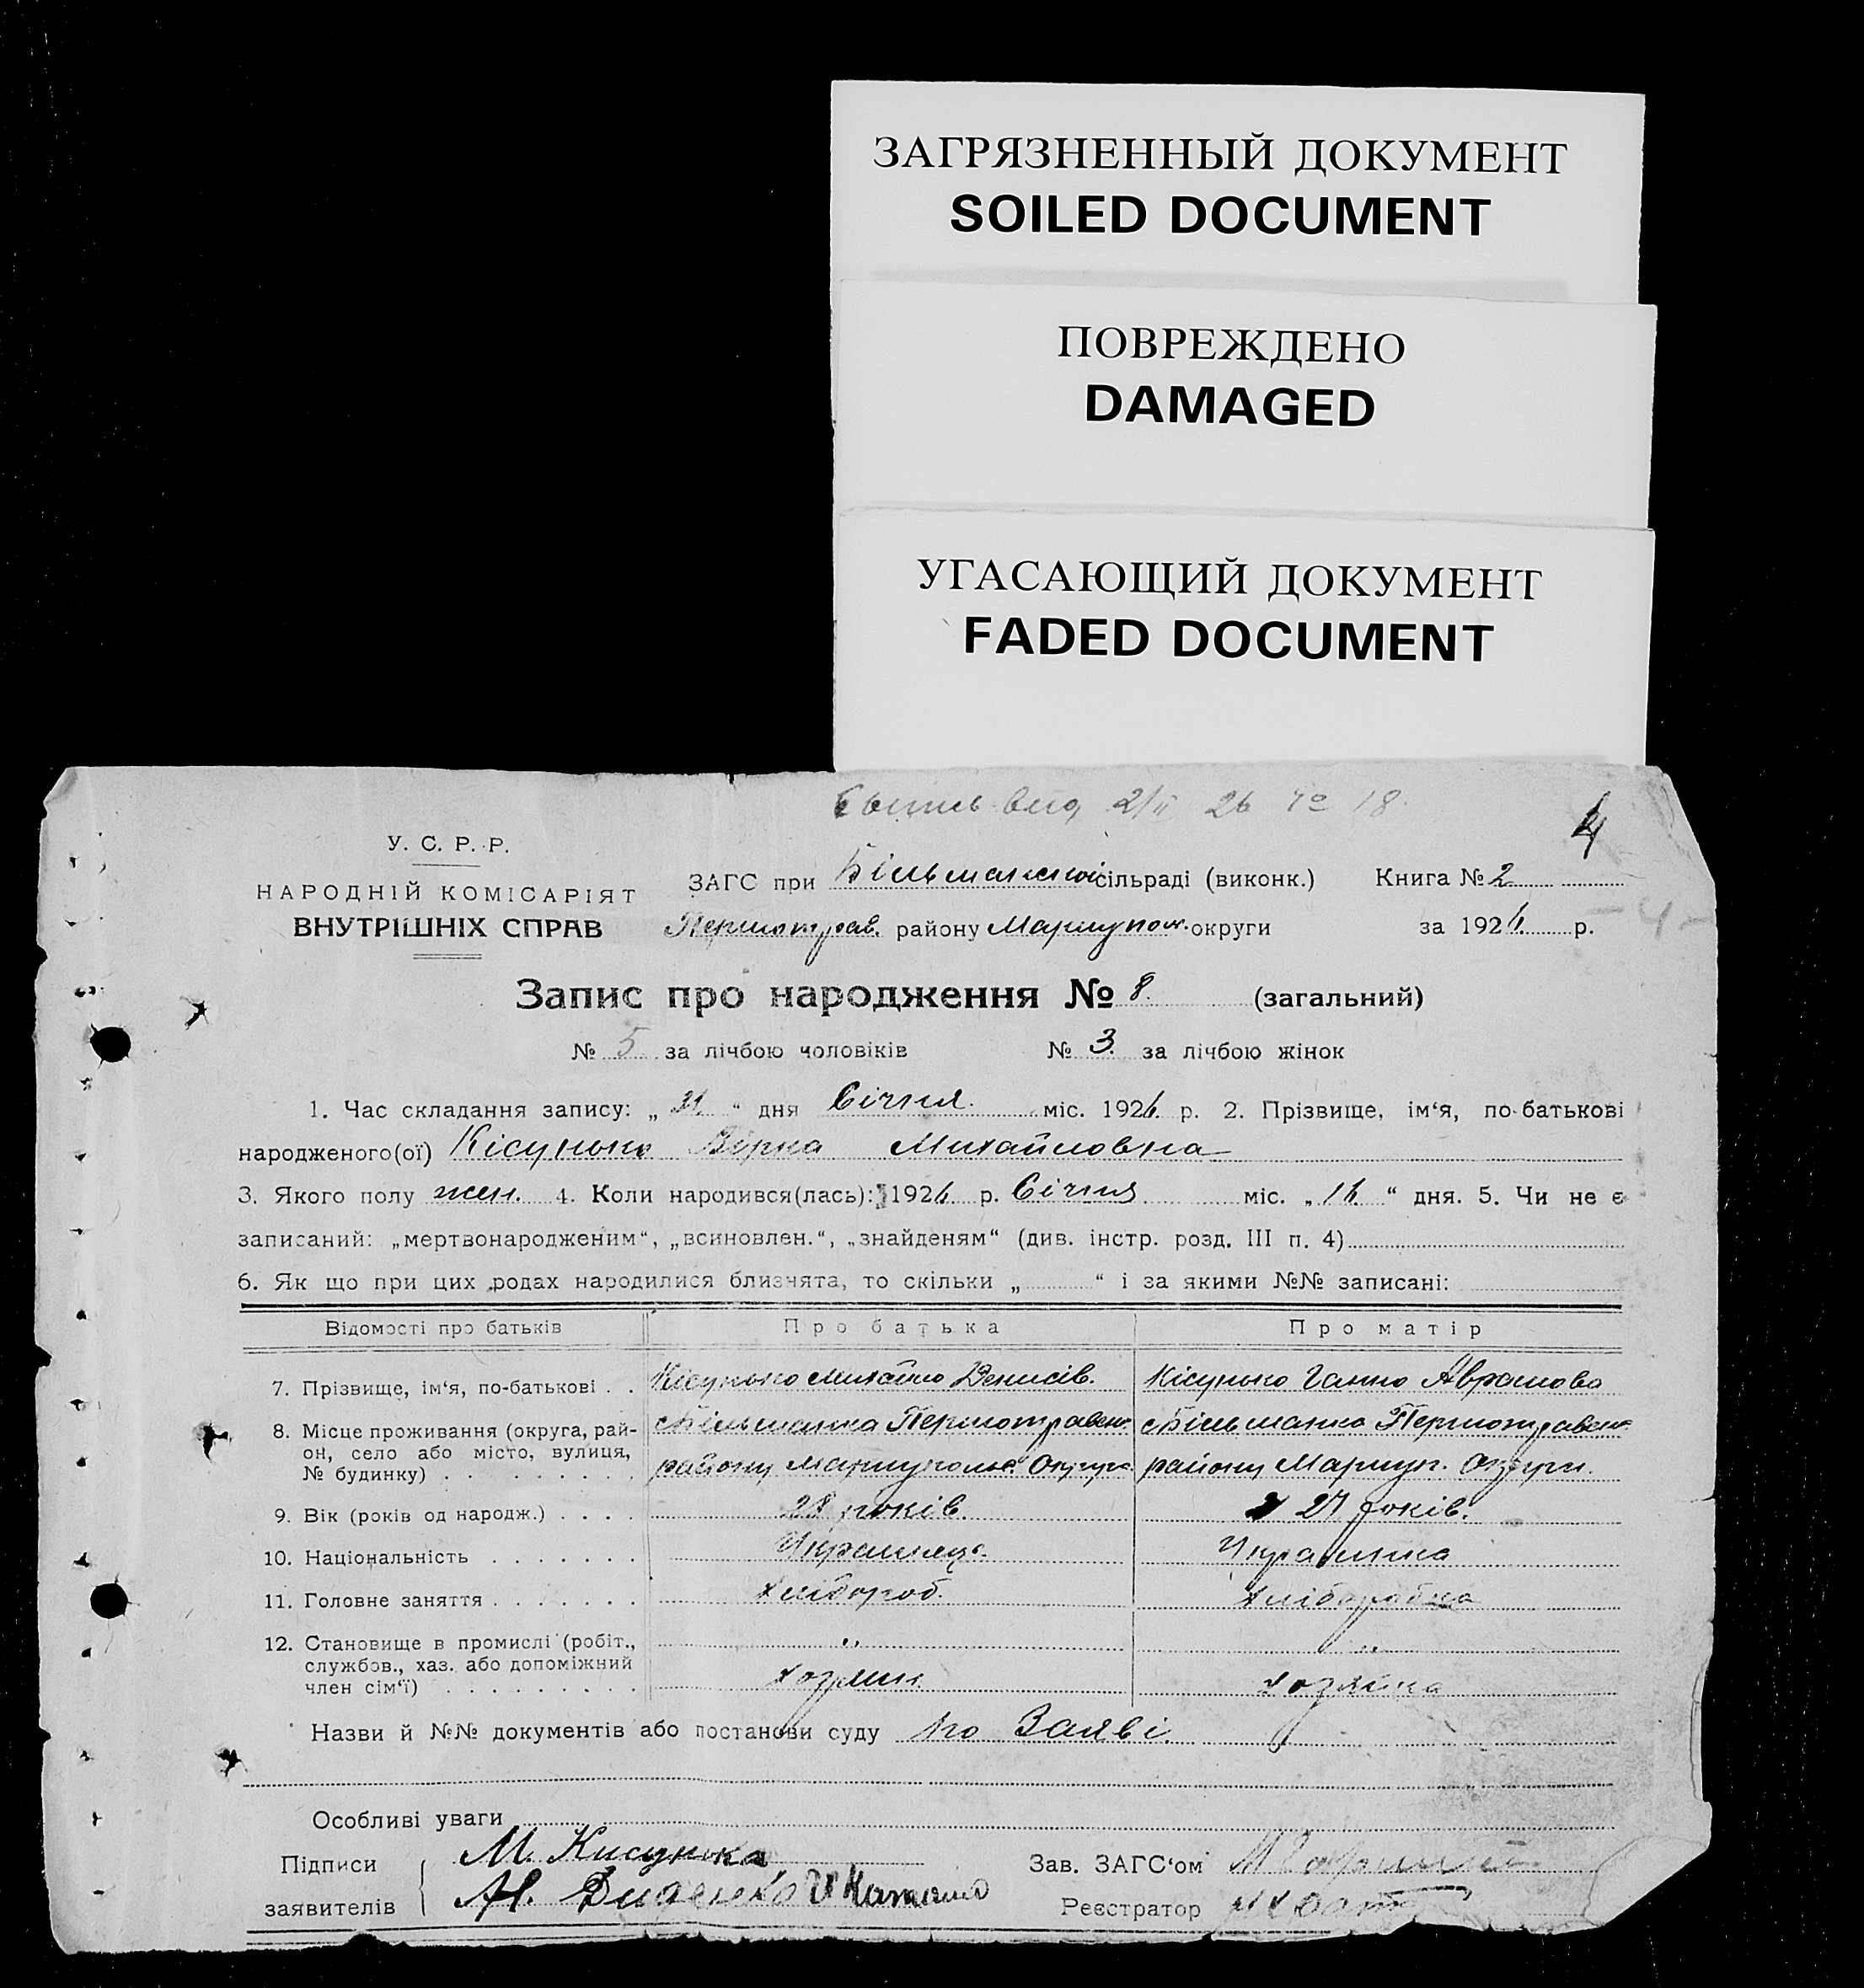 ЗАГРЯЗНЕННЫЙ ДОКУМЕНТ
SOILED DOCUMENT
ПОВРЕЖДЕНО
DAMAGED
УГАСАЮЩИЙ ДОКУМЕНТ
FADED DOCUMENT
26 18
4
У. С. Р. Р.
НАРОДНІЙ КОМІСАРІЯТ
ВНУТРІШНІХ СПРАВ
ЗАГС при Більманской сільраді (виконк.) Книга № 2
Першотрав. району Маріупол. округи за 1926 р.
Запис про народження № 8. (загальний)
№ 5 за лічбою чоловіків № 3. за лічбою жінок
1. Час складання запису: „ “ дня Січня міс. 1926 р. 2. Прізвище, ім‘я, по-батькові
народженого(ої) Кісунько Вірка Михайловна
3. Якого полу жен. 4. Коли народився(лась): 1926 р. Січня міс. „16 “ дня. 5. Чи не є
записаний: „мертвонародженим“, „всиновлен.“, „знайденям“ (див. інстр. розд. III п. 4)
6. Як що при цих родах народилися близнята, то скільки „ “ і за якими №№ записані:
Відомості про батьків Про батька Про матір
7. Прізвище, ім‘я, по-батькові Кісунько Михайло Денисів. Кісунько Ганна Аврамова
8. Місце проживання (округа, рай- с Більманка Першотравен. с Більманка Першотравен.
он, село або місто, вулиця,
№ будинку) району Маріупольс. Округи району Маріуп. Округи.
9. Вік (років од народж.) 28 років. 27 років.
10. Національність Українець. Українка
11. Головне заняття Хлібороб. Хліборобка
12. Становище в промислі (робіт., „ „
службов., хаз. або допоміжний
член сім‘ї) Хозяин. Хозяйка
Назви й №№ документів або постанови суду по Заяві.
Особливі уваги
Підписи М. Кисунька Зав. ЗАГС‘ом
заявителів Реєстратор